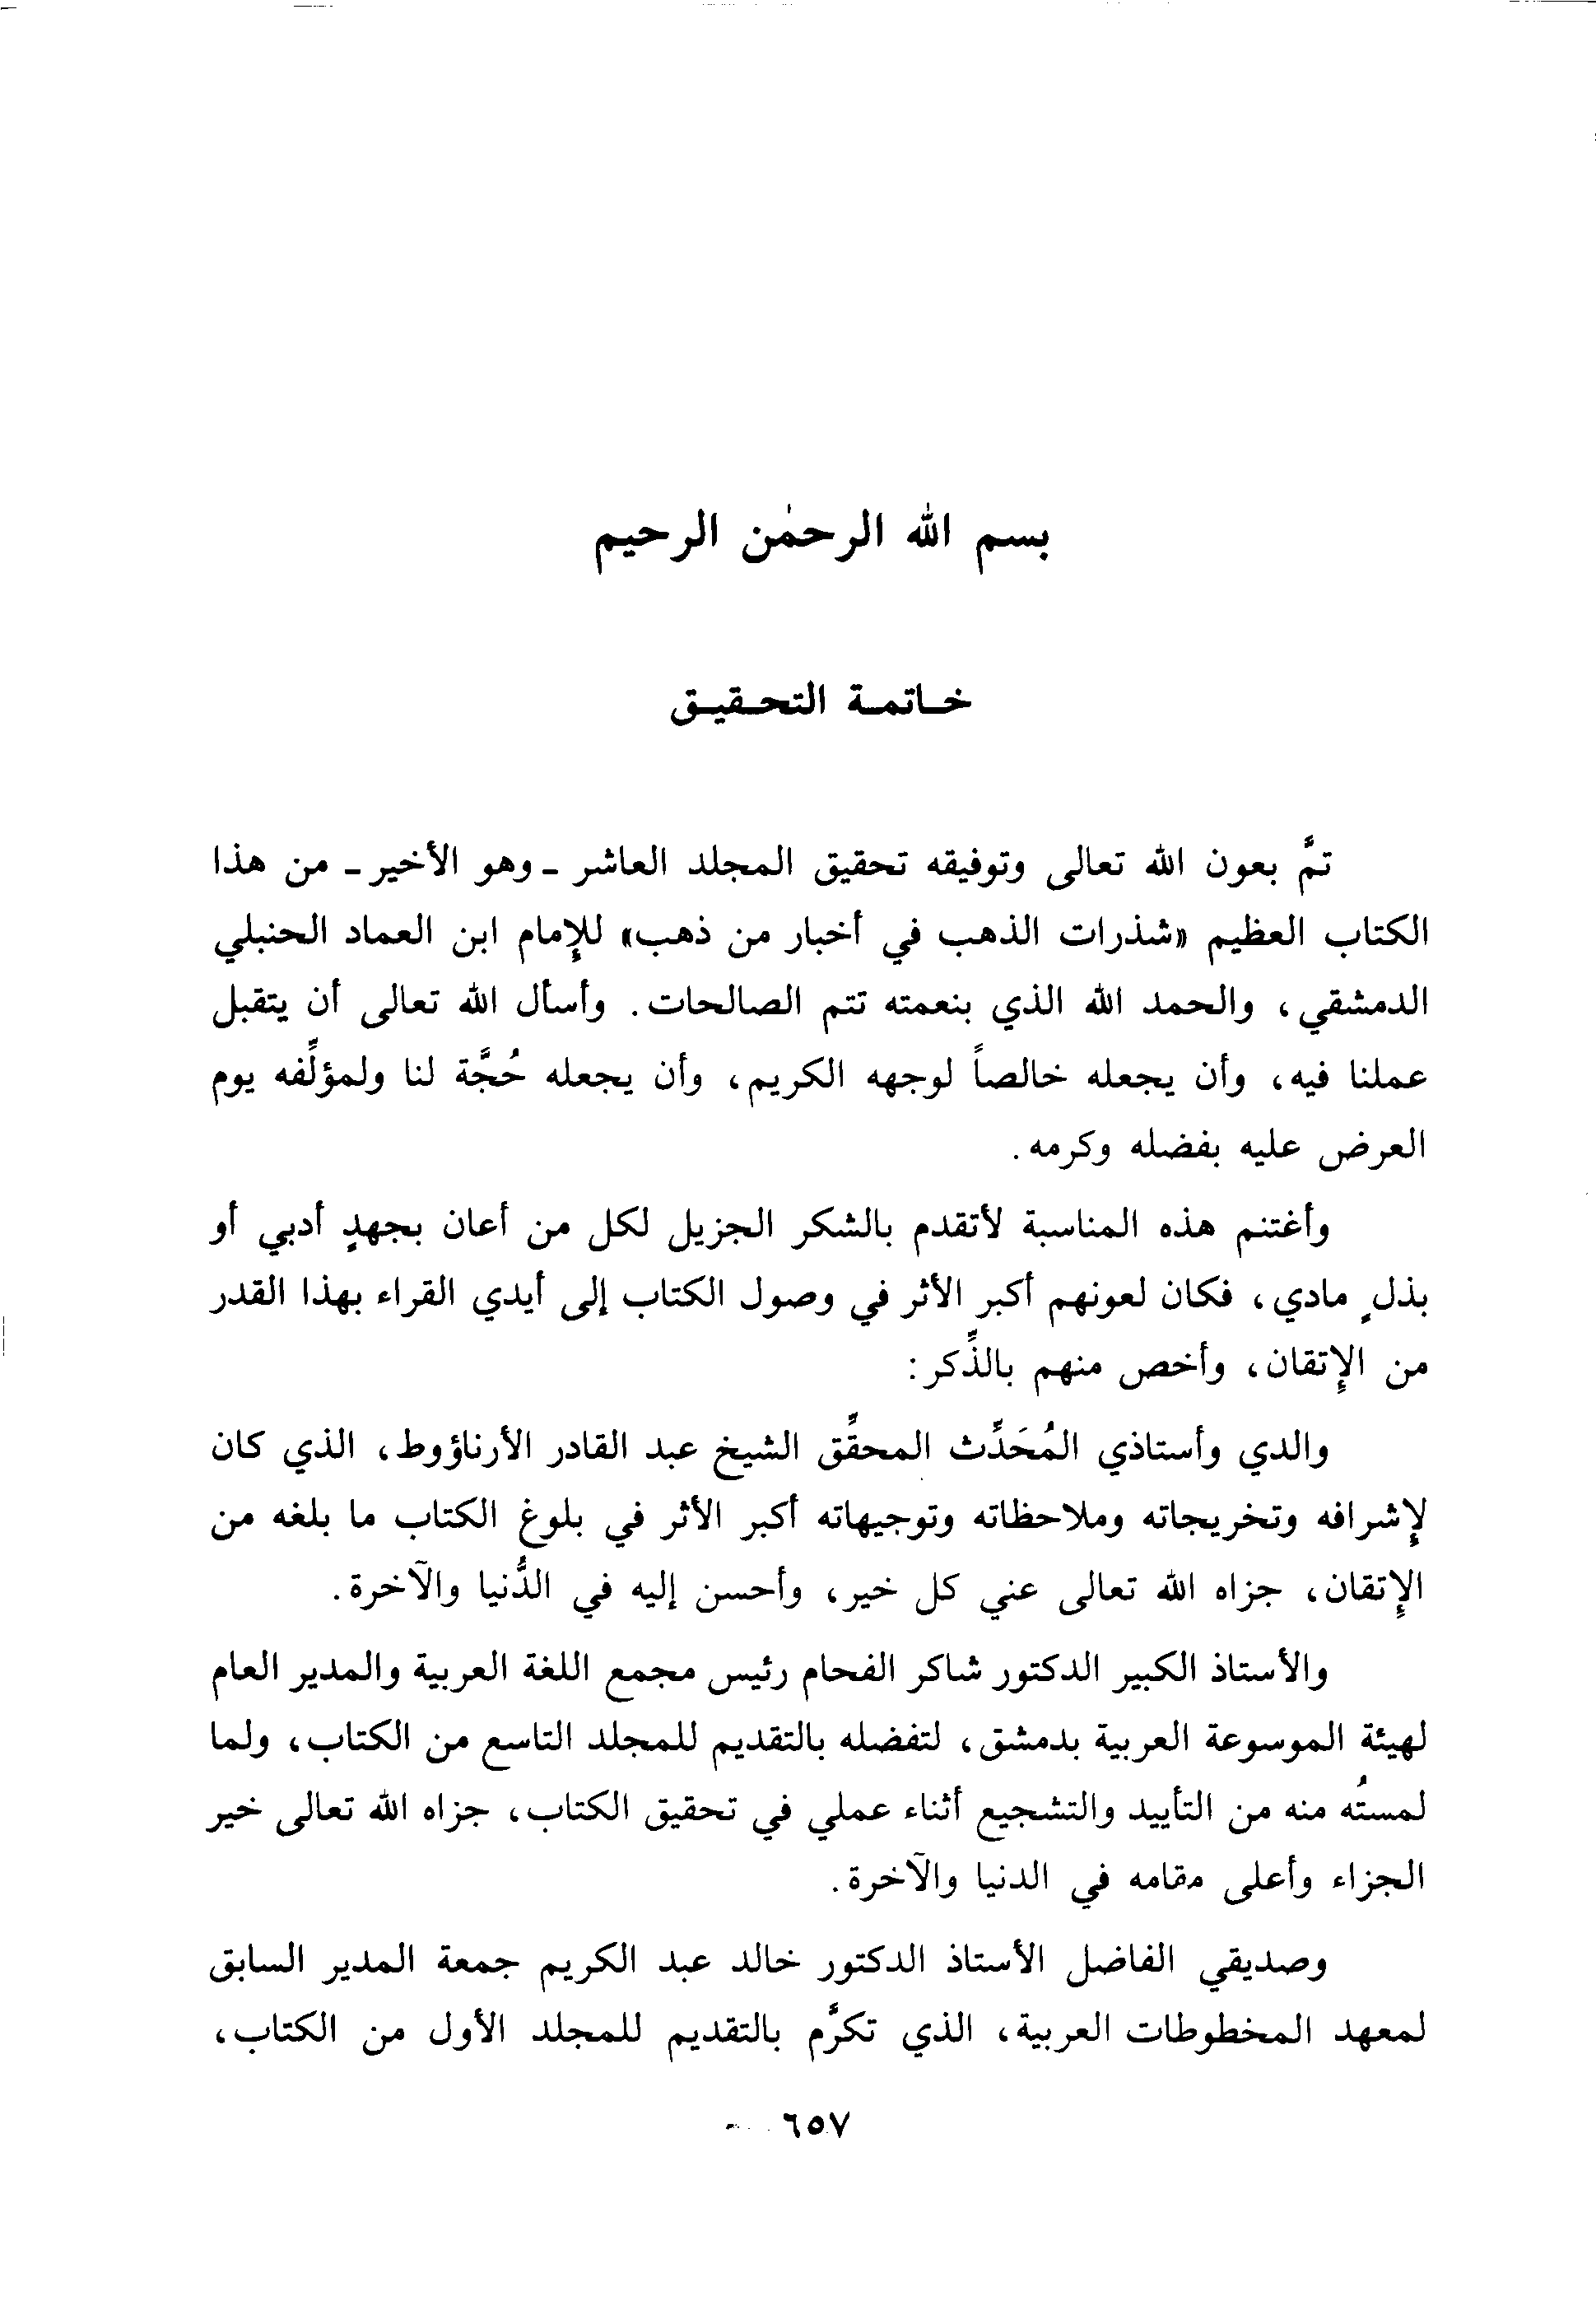 بسم الله الرحمٰن الرحيم
خـاتمـة التحـقيـق
تمَّ بعون الله تعالى وتوفيقه تحقيق المجلد العاشر - وهو الأخير - من هذا
الكتاب العظيم «شذرات الذهب في أخبار من ذهب» للإمام ابن العماد الحنبلي
الدمشقي، والحمد الله الذي بنعمته تتم الصالحات. وأسأل الله تعالى أن يتقبل
عملنا فيه، وأن يجعله خالصاً لوجهه الكريم، وأن يجعله حُجَّة لنا ولمؤلِّفه يوم
العرض عليه بفضله وكرمه.
وأغتنم هذه المناسبة لأتقدم بالشكر الجزيل لكل من أعان بجهدٍ أدبي أو
بذلٍ مادي، فكان لعونهم أكبر الأثر في وصول الكتاب إلى أيدي القراء بهذا القدر
من الإتقان، وأخص منهم بالذِّكر:
والدي وأستاذي المُحَدِّث المحقِّق الشيخ عبد القادر الأرناؤوط، الذي كان
لإشرافه وتخريجاته وملاحظاته وتوجيهاته أكبر الأثر في بلوغ الكتاب ما بلغه من
الإتقان، جزاه الله تعالى عني كل خير، وأحسن إليه في الدُّنيا والآخرة.
والأستاذ الكبير الدكتور شاكر الفحام رئيس مجمع اللغة العربية والمدير العام
لهيئة الموسوعة العربية بدمشق، لتفضله بالتقديم للمجلد التاسع من الكتاب، ولما
لمستُه منه من التأييد والتشجيع أثناء عملي في تحقيق الكتاب، جزاه الله تعالى خير
الجزاء وأعلى مقامه في الدنيا والآخرة.
وصديقي الفاضل الأستاذ الدكتور خالد عبد الكريم جمعة المدير السابق
لمعهد المخطوطات العربية، الذي تكرَّم بالتقديم للمجلد الأول من الكتاب،
٦٥٧